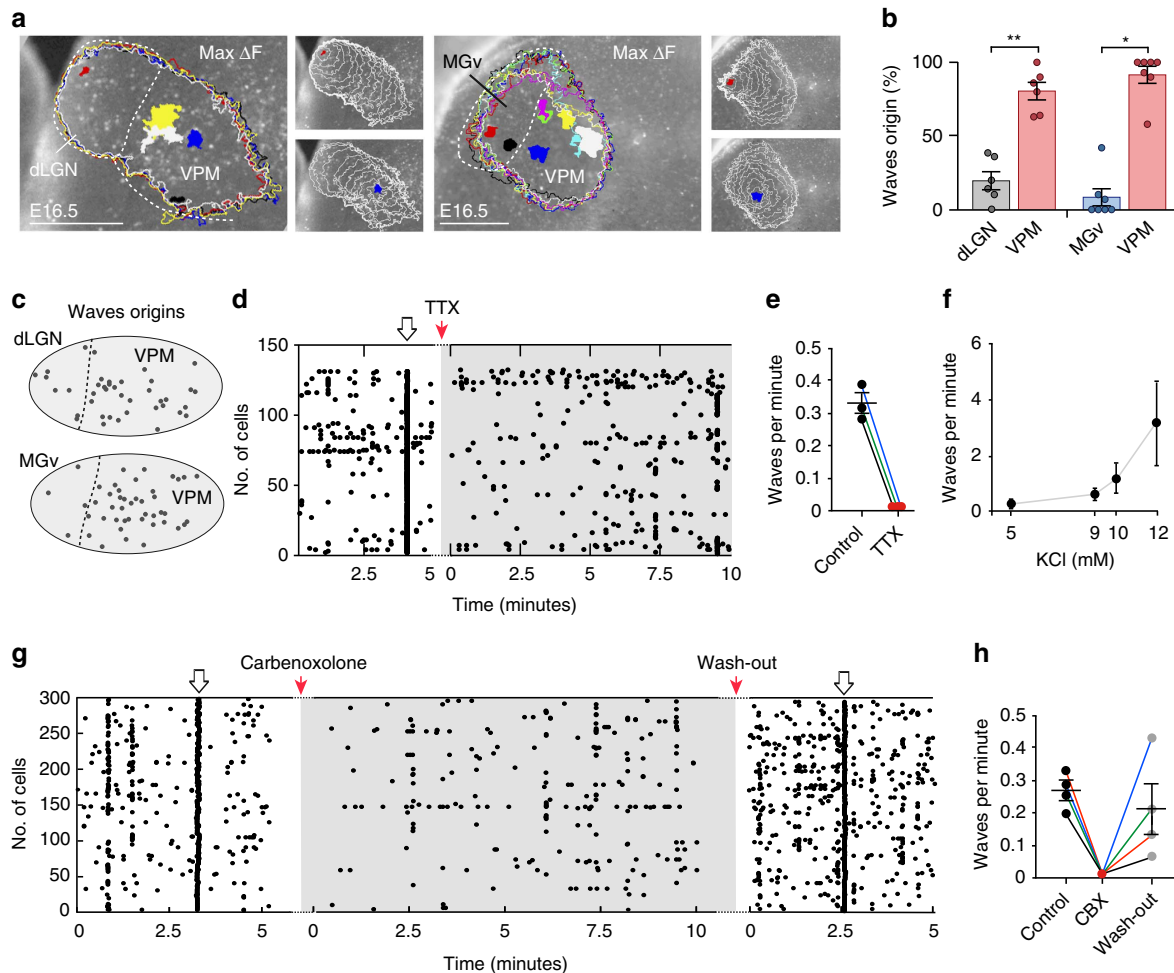 a
Max ΔF
dLGN
VPM
E16.5
MGv
Max ΔF
VPM
E16.5
b
Waves origin (%)
100
50
0
**
*
dLGN
VPM
MGv
VPM
c
Waves origins
dLGN
VPM
MGv
VPM
d
TTX
No. of cells
150
100
50
0
2.5
5
0
2.5
5
7.5
10
Time (minutes)
e
Waves per minute
0.5
0.4
0.3
0.2
0.1
0
Control
TTX
f
Waves per minute
6
4
2
0
5
9
10
12
KCl (mM)
g
Carbenoxolone
Wash-out
No. of cells
300
250
200
150
100
50
0
0
2.5
5
0
2.5
5
7.5
10
0
2.5
5
Time (minutes)
h
Waves per minute
0.5
0.4
0.3
0.2
0.1
0
Control
CBX
Wash-out